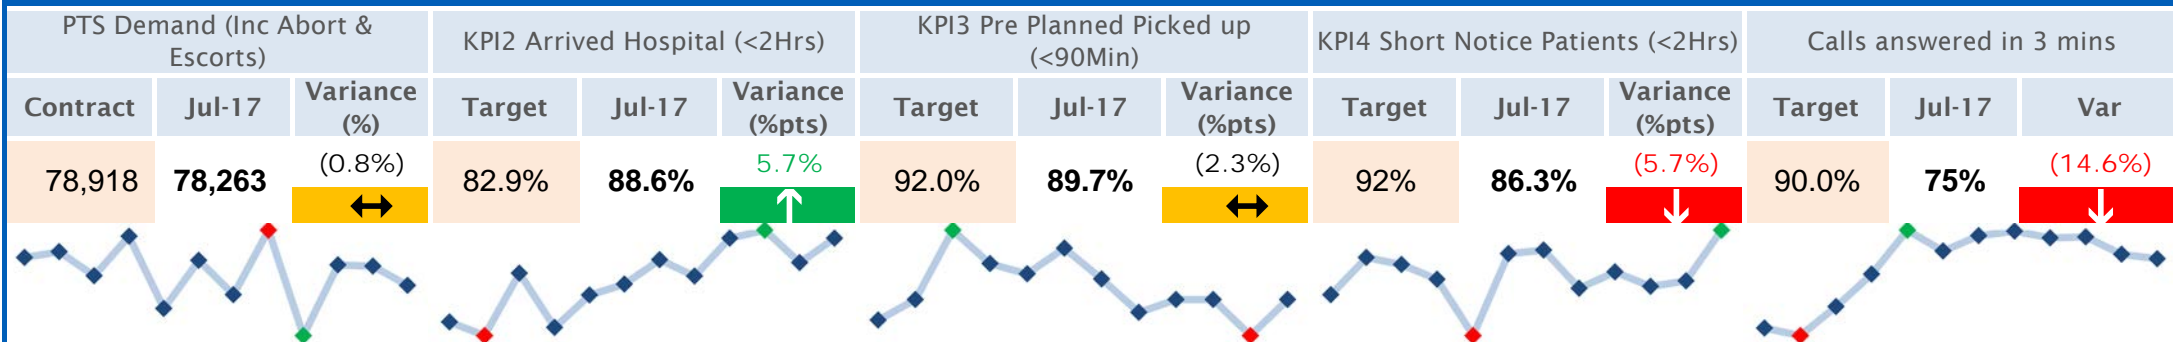 PTS Demand (Inc Abort &
Escorts)
KPI2 Arrived Hospital (<2Hrs)
KPI3 Pre Planned Picked up
(<90Min)
KPI4 Short Notice Patients (<2Hrs)
Calls answered in 3 mins
Contract
Jul-17
Variance
(%)
Target
Jul-17
Variance
(%pts)
Target
Jul-17
Variance
(%pts)
Target
Jul-17
Variance
(%pts)
Target
Jul-17
Var
78,918
78,263
(0.8%)
82.9%
88.6%
5.7%
92.0%
89.7%
(2.3%)
92%
86.3%
(5.7%)
90.0%
75%
(14.6%)